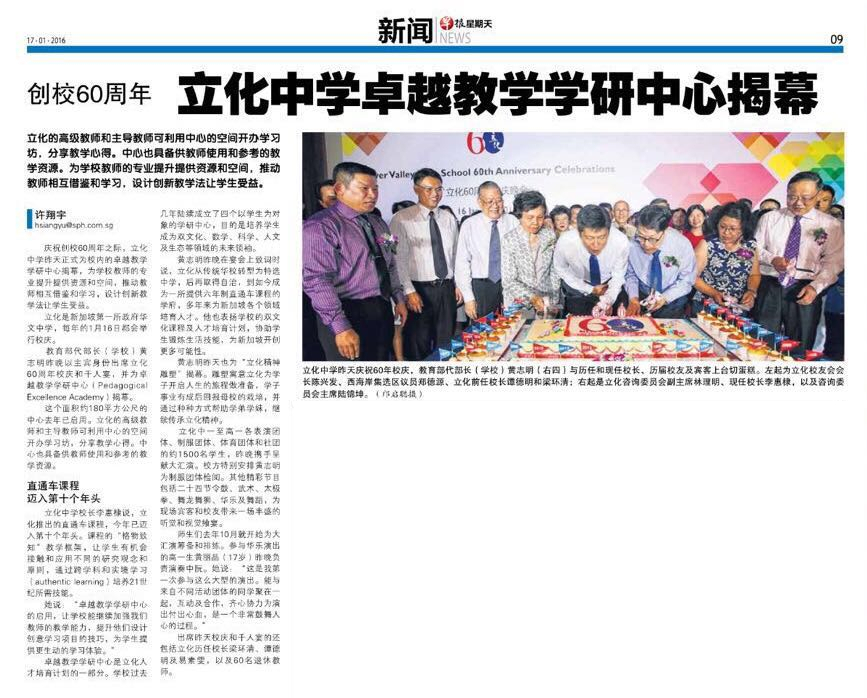 17 · 01 · 2016
新闻
早报星期天
NEWS
09
创校60周年
立化中学卓越教学学研中心揭幕
立化的高级教师和主导教师可利用中心的空间开办学习
坊，分享教学心得。中心也具备供教师使用和参考的教
学资源。为学校教师的专业提升提供资源和空间，推动
教师相互借鉴和学习，设计创新教学法让学生受益。
许翔宇
hsiangyu@sph.com.sg
庆祝创校60周年之际，立化
中学昨天正式为校内的卓越教学
学研中心揭幕，为学校教师的专
业提升提供资源和空间，推动教
师相互借鉴和学习，设计创新教
学法让学生受益。
立化是新加坡第一所政府华
文中学，每年的1月16日都会举
行校庆。
教育部代部长（学校）黄
志明昨晚以主宾身份出席立化
60周年校庆和千人宴，并为卓
越教学学研中心（Pedagogical
Excellence Academy）揭幕。
这个面积约180平方公尺的
中心去年已启用。立化的高级教
师和主导教师可利用中心的空间
开办学习坊，分享教学心得。中
心也具备供教师使用和参考的教
学资源。
直通车课程
迈入第十个年头
立化中学校长李惠棣说，立
化推出的直通车课程，今年已迈
入第十个年头。课程的“格物致
知”教学框架，让学生有机会
接触和应用不同的研究观念和
原则，通过跨学科和实境学习
（authentic learning）培养21世
纪所需技能。
她说：“卓越教学学研中心
的启用，让学校能继续加强我们
教师的教学能力，提升他们设计
创意学习项目的技巧，为学生提
供更生动的学习体验。”
卓越教学学研中心是立化人
才培育计划的一部分。学校过去
几年陆续成立了四个以学生为对
象的学研中心，目的是培养学生
成为双文化、数学、科学、人文
及生态等领域的未来领袖。
黄志明昨晚在宴会上致词时
说，立化从传统华校转型为特选
中学，后再取得自治，到如今成
为一所提供六年制直通车课程的
学府，多年来为新加坡各个领域
培育人才。他也表扬学校的双文
化课程及人才培育计划，协助学
生锻炼生活技能，为新加坡开创
更多可能性。
黄志明昨天也为“立化精神
雕塑”揭幕。雕塑寓意立化为学
子开启人生的旅程做准备，学子
事业有成后回报母校的栽培，并
通过种种方式帮助学弟学妹，继
续传承立化精神。
立化中一至高一各表演团
体、制服团体、体育团体和社团
的约1500名学生，昨晚携手呈
献大汇演。校方特别安排黄志明
为制服团体检阅。其他精彩节目
包括二十四节令鼓、武术、太极
拳、舞龙舞狮、华乐及舞蹈，为
现场宾客和校友带来一场丰盛的
听觉和视觉飨宴。
师生们去年10月就开始为大
汇演筹备和排练。参与华乐演出
的高一生黄丽晶（17岁）昨晚负
责演奏中阮。她说：“这是我第
一次参与这么大型的演出。能与
来自不同活动团体的同学聚在一
起，互动及合作，齐心协力为演
出付出心血，是一个非常鼓舞人
心的过程。”
出席昨天校庆和千人宴的还
包括立化历任校长梁环清、谭德
明及易素雯，以及60名退休教
师。
School 60th Anniversary Celebrations
立化中学昨天庆祝60年校庆，教育部代部长（学校）黄志明（右四）与历任和现任校长、历届校友及宾客上台切蛋糕。左起为立化校友会会
长陈兴发、西海岸集选区议员郑德源、立化前任校长谭德明和梁环清；右起是立化咨询委员会副主席林理明、现任校长李惠棣，以及咨询委
员会主席陆锦坤。（邝启聪摄）